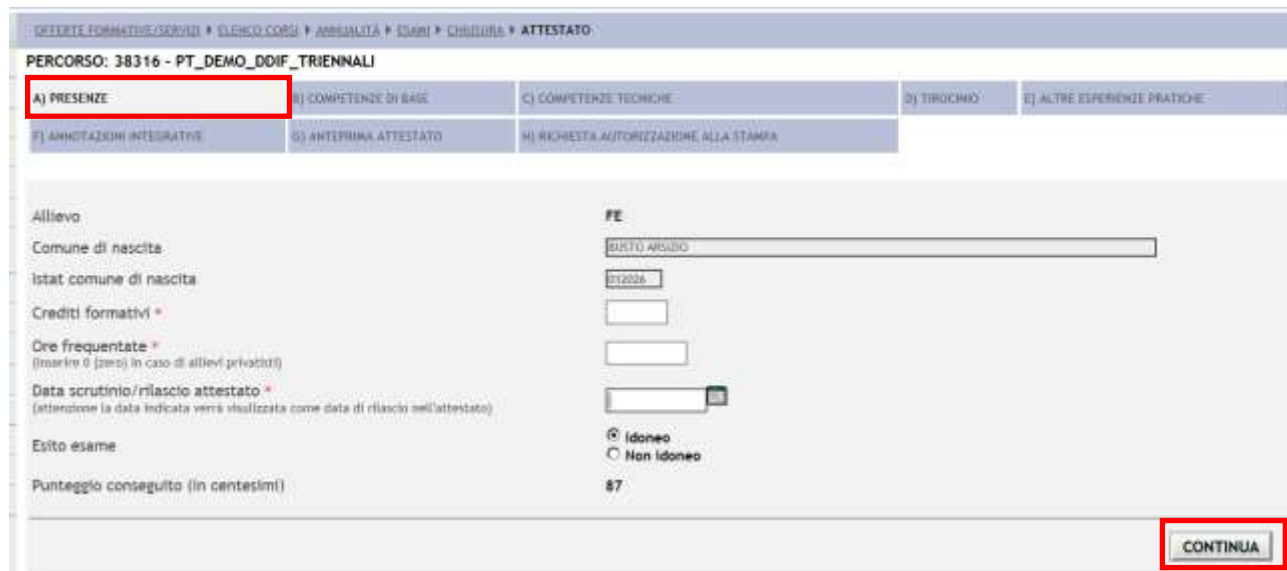 OFFERTE FORMATIVE/SERVIZI ELENCO CORSI ANNUALITÀ ESAMI CHIUSURA ATTESTATO
PERCORSO: 38316 - PT_DEMO_DDIF_TRIENNALI
A) PRESENZE B) COMPETENZE DI BASE C) COMPETENZE TECNICHE D) TIROCINIO E) ALTRE ESPERIENZE PRATICHE
F) ANNOTAZIONI INTEGRATIVE G) ANTEPRIMA ATTESTATO H) RICHIESTA AUTORIZZAZIONE ALLA STAMPA
Allievo FE
Comune di nascita BUSTO ARSIZIO
Istat comune di nascita 012026
Crediti formativi *
Ore frequentate *
(inserire 0 (zero) in caso di allievi privatisti)
Data scrutinio/rilascio attestato *
(attenzione la data indicata verrà visulizzata come data di rilascio nell'attestato)
Esito esame Idoneo
Non idoneo
Punteggio conseguito (in centesimi) 87
CONTINUA